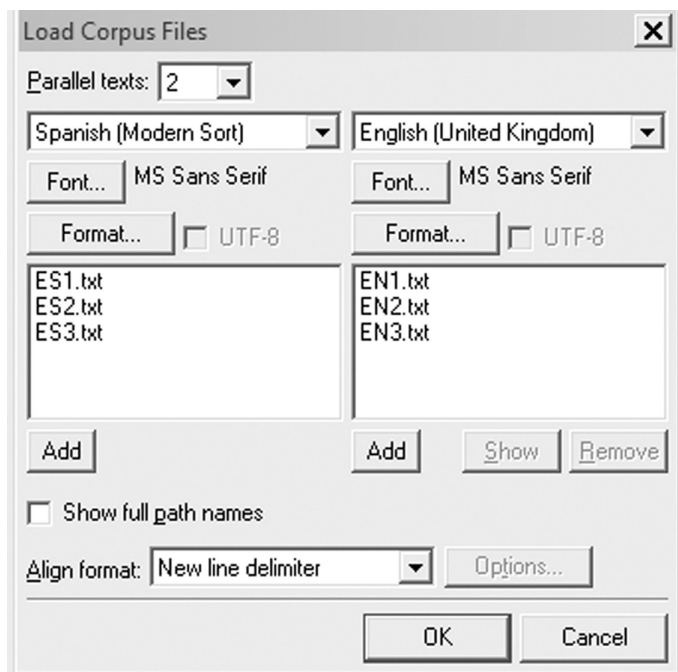 Load Corpus Files
Parallel texts: 2
Spanish (Modern Sort) English (United Kingdom)
Font... MS Sans Serif Font... MS Sans Serif
Format... UTF-8 Format... UTF-8
ES1.txt EN1.txt
ES2.txt EN2.txt
ES3.txt EN3.txt
Add Add Show Remove
Show full path names
Align format: New line delimiter Options...
OK Cancel